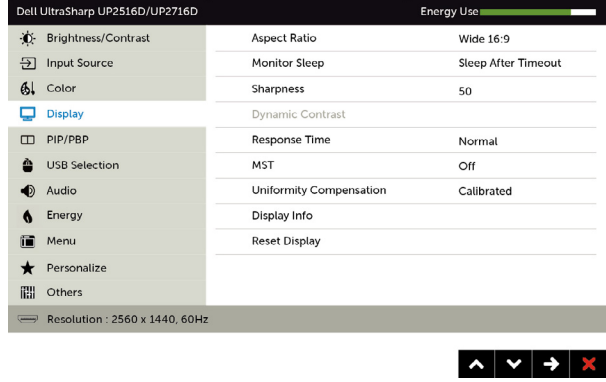 Dell UltraSharp UP2516D/UP2716D Energy Use
Brightness/Contrast Aspect Ratio Wide 16:9
Input Source Monitor Sleep Sleep After Timeout
Color Sharpness 50
Display Dynamic Contrast
PIP/PBP Response Time Normal
USB Selection MST Off
Audio Uniformity Compensation Calibrated
Energy Display Info
Menu Reset Display
Personalize
Others
Resolution : 2560 x 1440, 60Hz